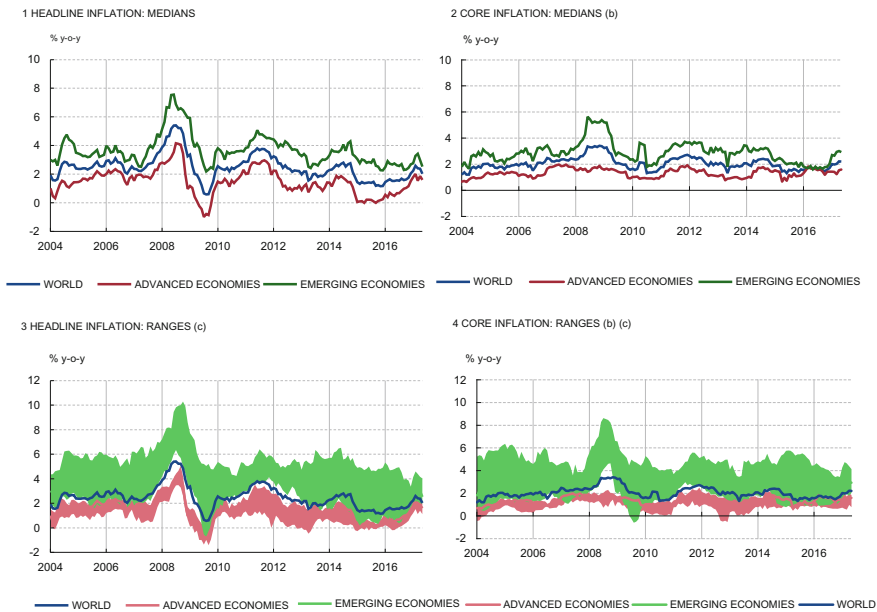 1 HEADLINE INFLATION: MEDIANS
% y-o-y
10
8
6
4
2
0
-2
2004 2006 2008 2010 2012 2014 2016
WORLD ADVANCED ECONOMIES EMERGING ECONOMIES
2 CORE INFLATION: MEDIANS (b)
% y-o-y
10
8
6
4
2
0
-2
2004 2006 2008 2010 2012 2014 2016
WORLD ADVANCED ECONOMIES EMERGING ECONOMIES
3 HEADLINE INFLATION: RANGES (c)
% y-o-y
12
10
8
6
4
2
0
-2
2004 2006 2008 2010 2012 2014 2016
WORLD ADVANCED ECONOMIES EMERGING ECONOMIES
4 CORE INFLATION: RANGES (b) (c)
% y-o-y
12
10
8
6
4
2
0
-2
2004 2006 2008 2010 2012 2014 2016
ADVANCED ECONOMIES EMERGING ECONOMIES WORLD